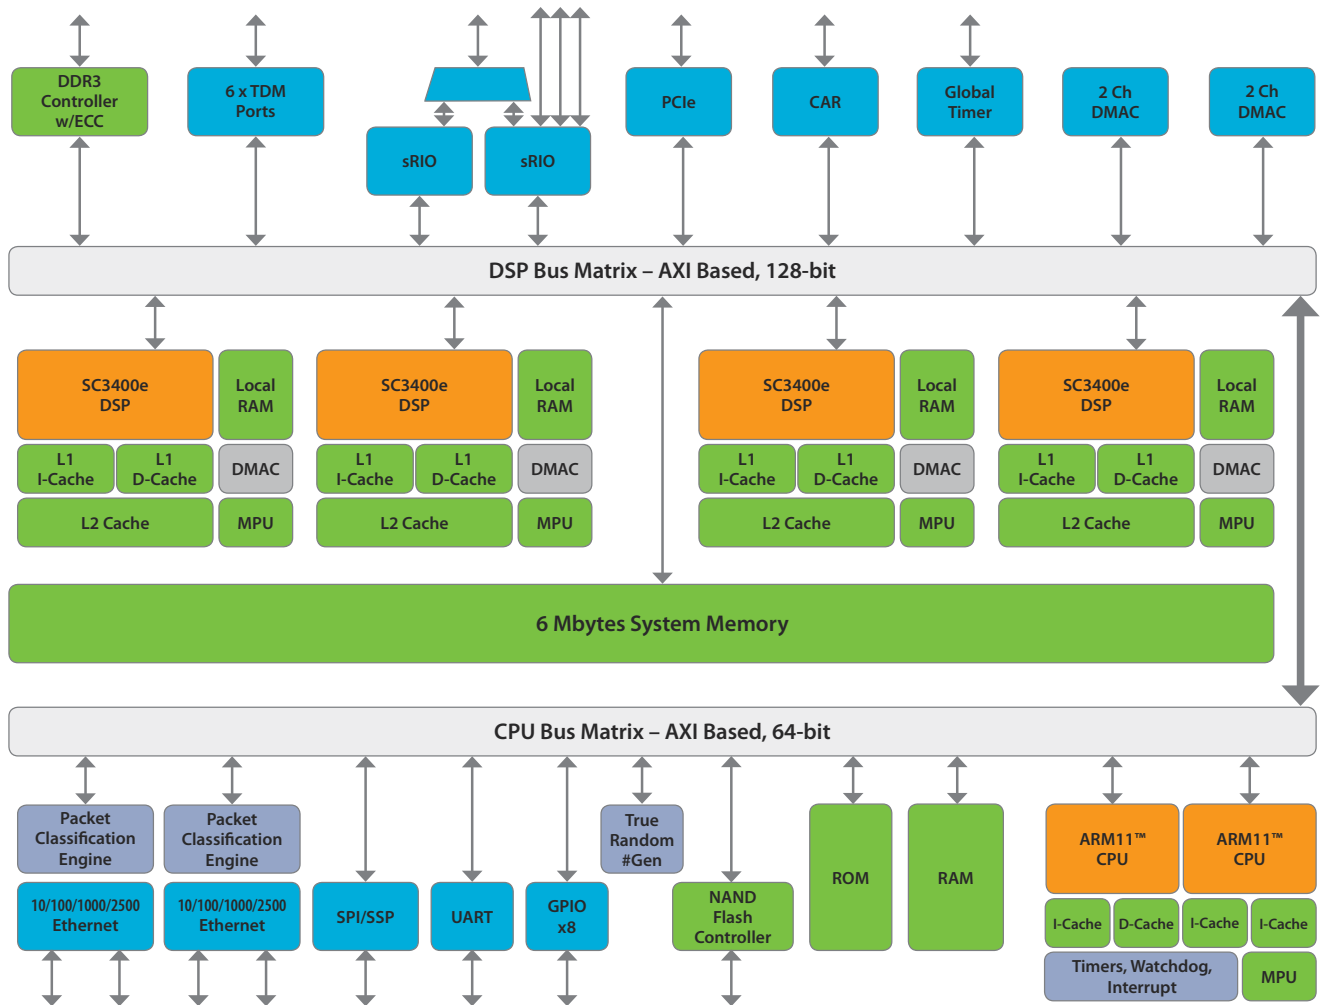 DDR3
Controller
w/ECC
6 x TDM
Ports
sRIO
sRIO
PCIe
CAR
Global
Timer
2 Ch
DMAC
2 Ch
DMAC
DSP Bus Matrix – AXI Based, 128-bit
SC3400e
DSP
Local
RAM
L1
I-Cache
L1
D-Cache
DMAC
L2 Cache
MPU
SC3400e
DSP
Local
RAM
L1
I-Cache
L1
D-Cache
DMAC
L2 Cache
MPU
SC3400e
DSP
Local
RAM
L1
I-Cache
L1
D-Cache
DMAC
L2 Cache
MPU
SC3400e
DSP
Local
RAM
L1
I-Cache
L1
D-Cache
DMAC
L2 Cache
MPU
6 Mbytes System Memory
CPU Bus Matrix – AXI Based, 64-bit
Packet
Classification
Engine
10/100/1000/2500
Ethernet
Packet
Classification
Engine
10/100/1000/2500
Ethernet
SPI/SSP
UART
GPIO
x8
True
Random
#Gen
NAND
Flash
Controller
ROM
RAM
ARM11™
CPU
ARM11™
CPU
I-Cache
D-Cache
I-Cache
I-Cache
Timers, Watchdog,
Interrupt
MPU